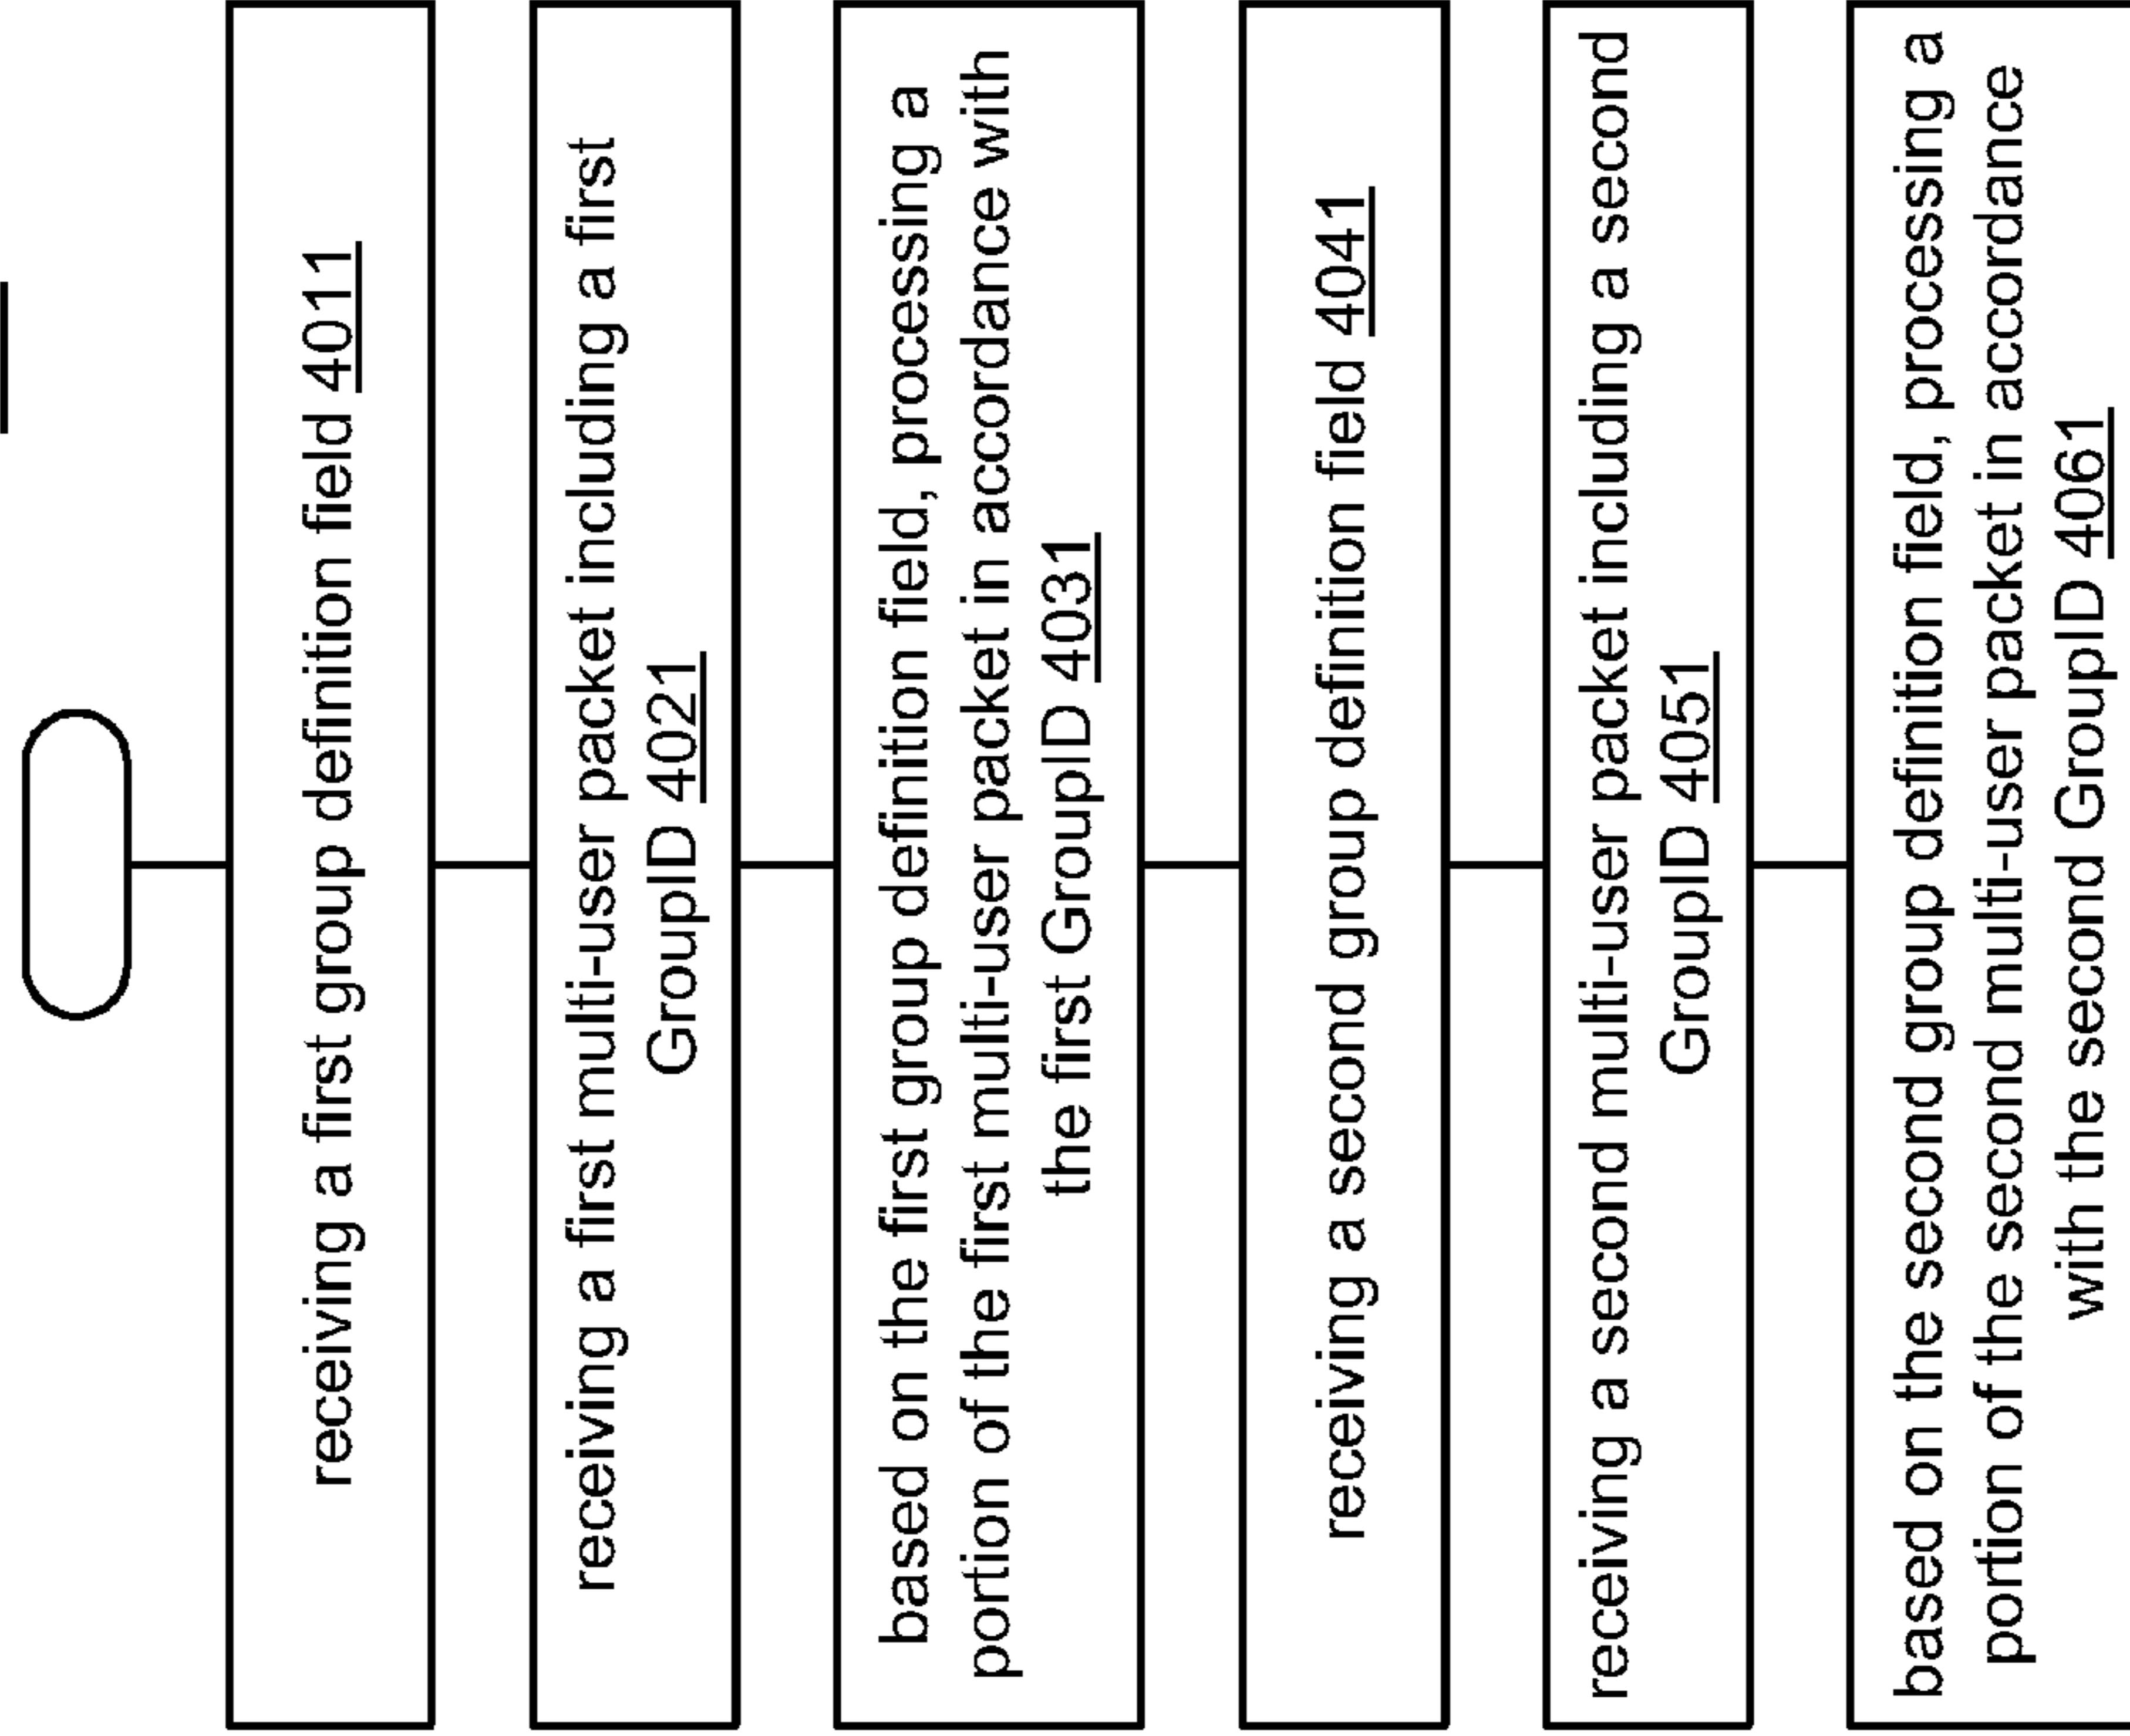 receiving a first group definition field 4011
receiving a first multi-user packet including a first
GroupID 4021
based on the first group definition field, processing a
portion of the first multi-user packet in accordance with
the first GroupID 4031
receiving a second group definition field 4041
receiving a second multi-user packet including a second
GroupID 4051
based on the second group definition field, processing a
portion of the second multi-user packet in accordance
with the second GroupID 4061